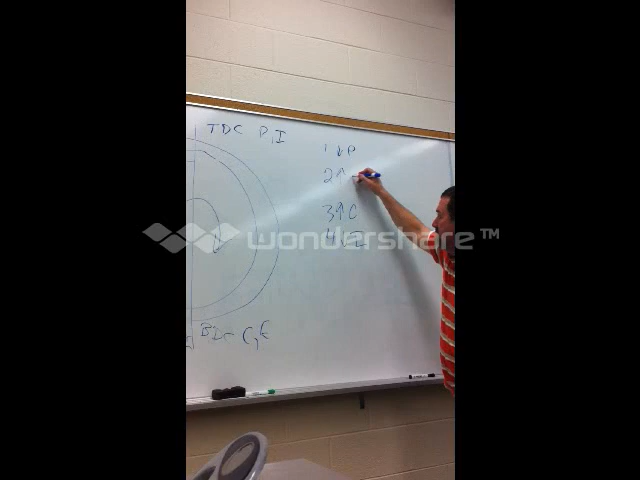 TDC P, I
1 ↓ P
2 ↑
3 ↑ C
4 ↓ I
wondershare™
C, E